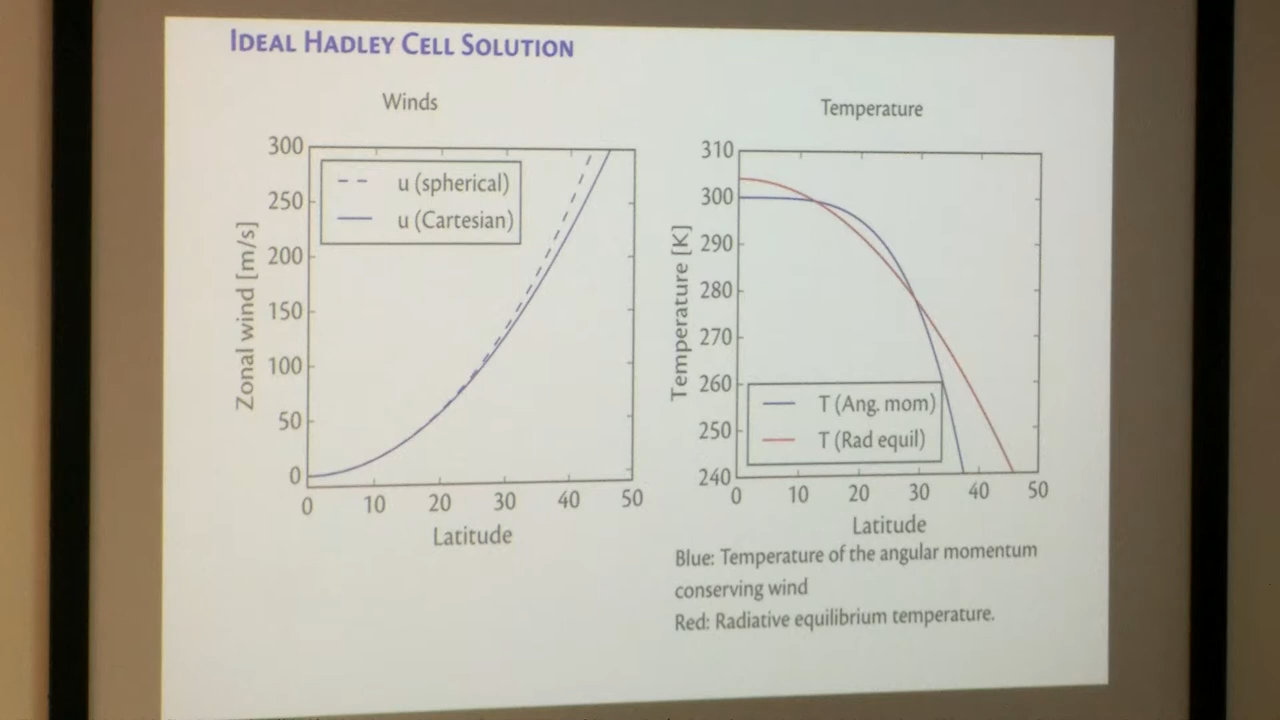 IDEAL HADLEY CELL SOLUTION
Winds
300
250
200
150
100
50
0
Zonal wind [m/s]
u (spherical)
u (Cartesian)
0 10 20 30 40 50
Latitude
Temperature
310
300
290
280
270
260
250
240
Temperature [K]
T (Ang. mom)
T (Rad equil)
0 10 20 30 40 50
Latitude
Blue: Temperature of the angular momentum
conserving wind
Red: Radiative equilibrium temperature.